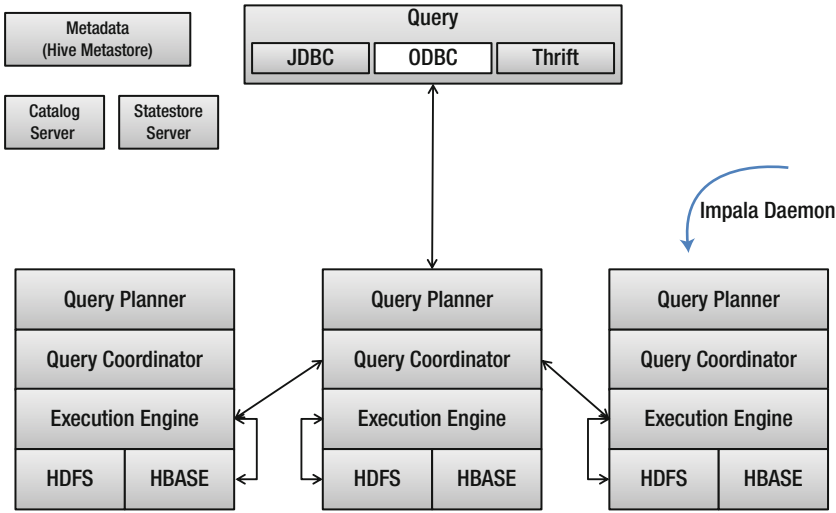 Metadata
(Hive Metastore)
Query
JDBC ODBC Thrift
Catalog
Server
Statestore
Server
Impala Daemon
Query Planner
Query Coordinator
Execution Engine
HDFS HBASE
Query Planner
Query Coordinator
Execution Engine
HDFS HBASE
Query Planner
Query Coordinator
Execution Engine
HDFS HBASE